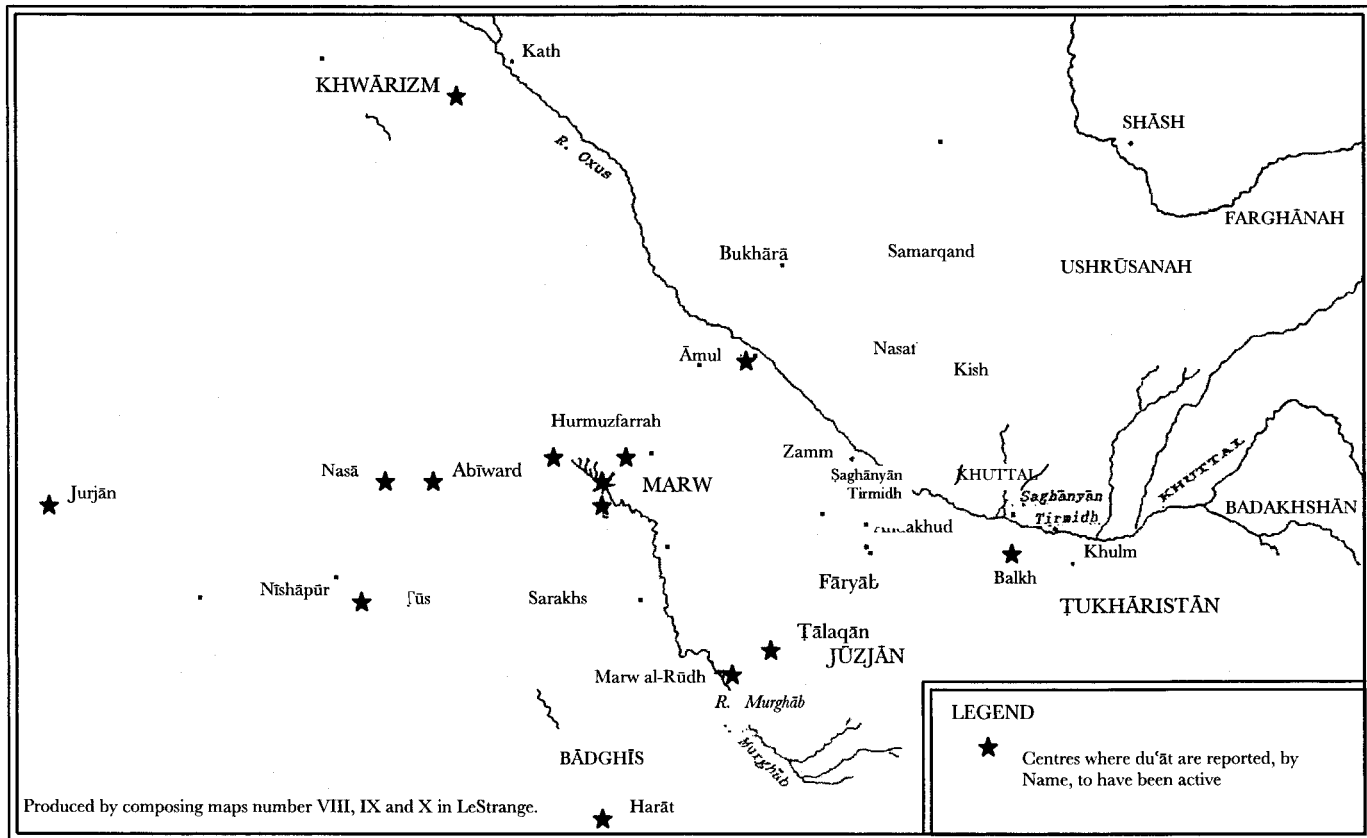 Kath
KHWĀRIZM
R. Oxus
SHĀSH
FARGHĀNAH
Bukhārā
Samarqand
USHRŪSANAH
Āmul
Nasaf
Kish
Hurmuzfarrah
Nasā
Abīward
MARW
Zamm
Ṣaghānyān
Tirmidh
KHUTTAL
Ṣaghānyān
Tirmidh
KHUTTAL
BADAKHSHĀN
Jurjān
Khulm
Balkh
Fāryāb
Nīshāpūr
Ṭūs
Sarakhs
ṬUKHĀRISTĀN
Ṭālaqān
JŪZJĀN
Marw al-Rūdh
R. Murghāb
Murghāb
BĀDGHĪS
Harāt
Produced by composing maps number VIII, IX and X in LeStrange.
LEGEND
Centres where du‘āt are reported, by
Name, to have been active